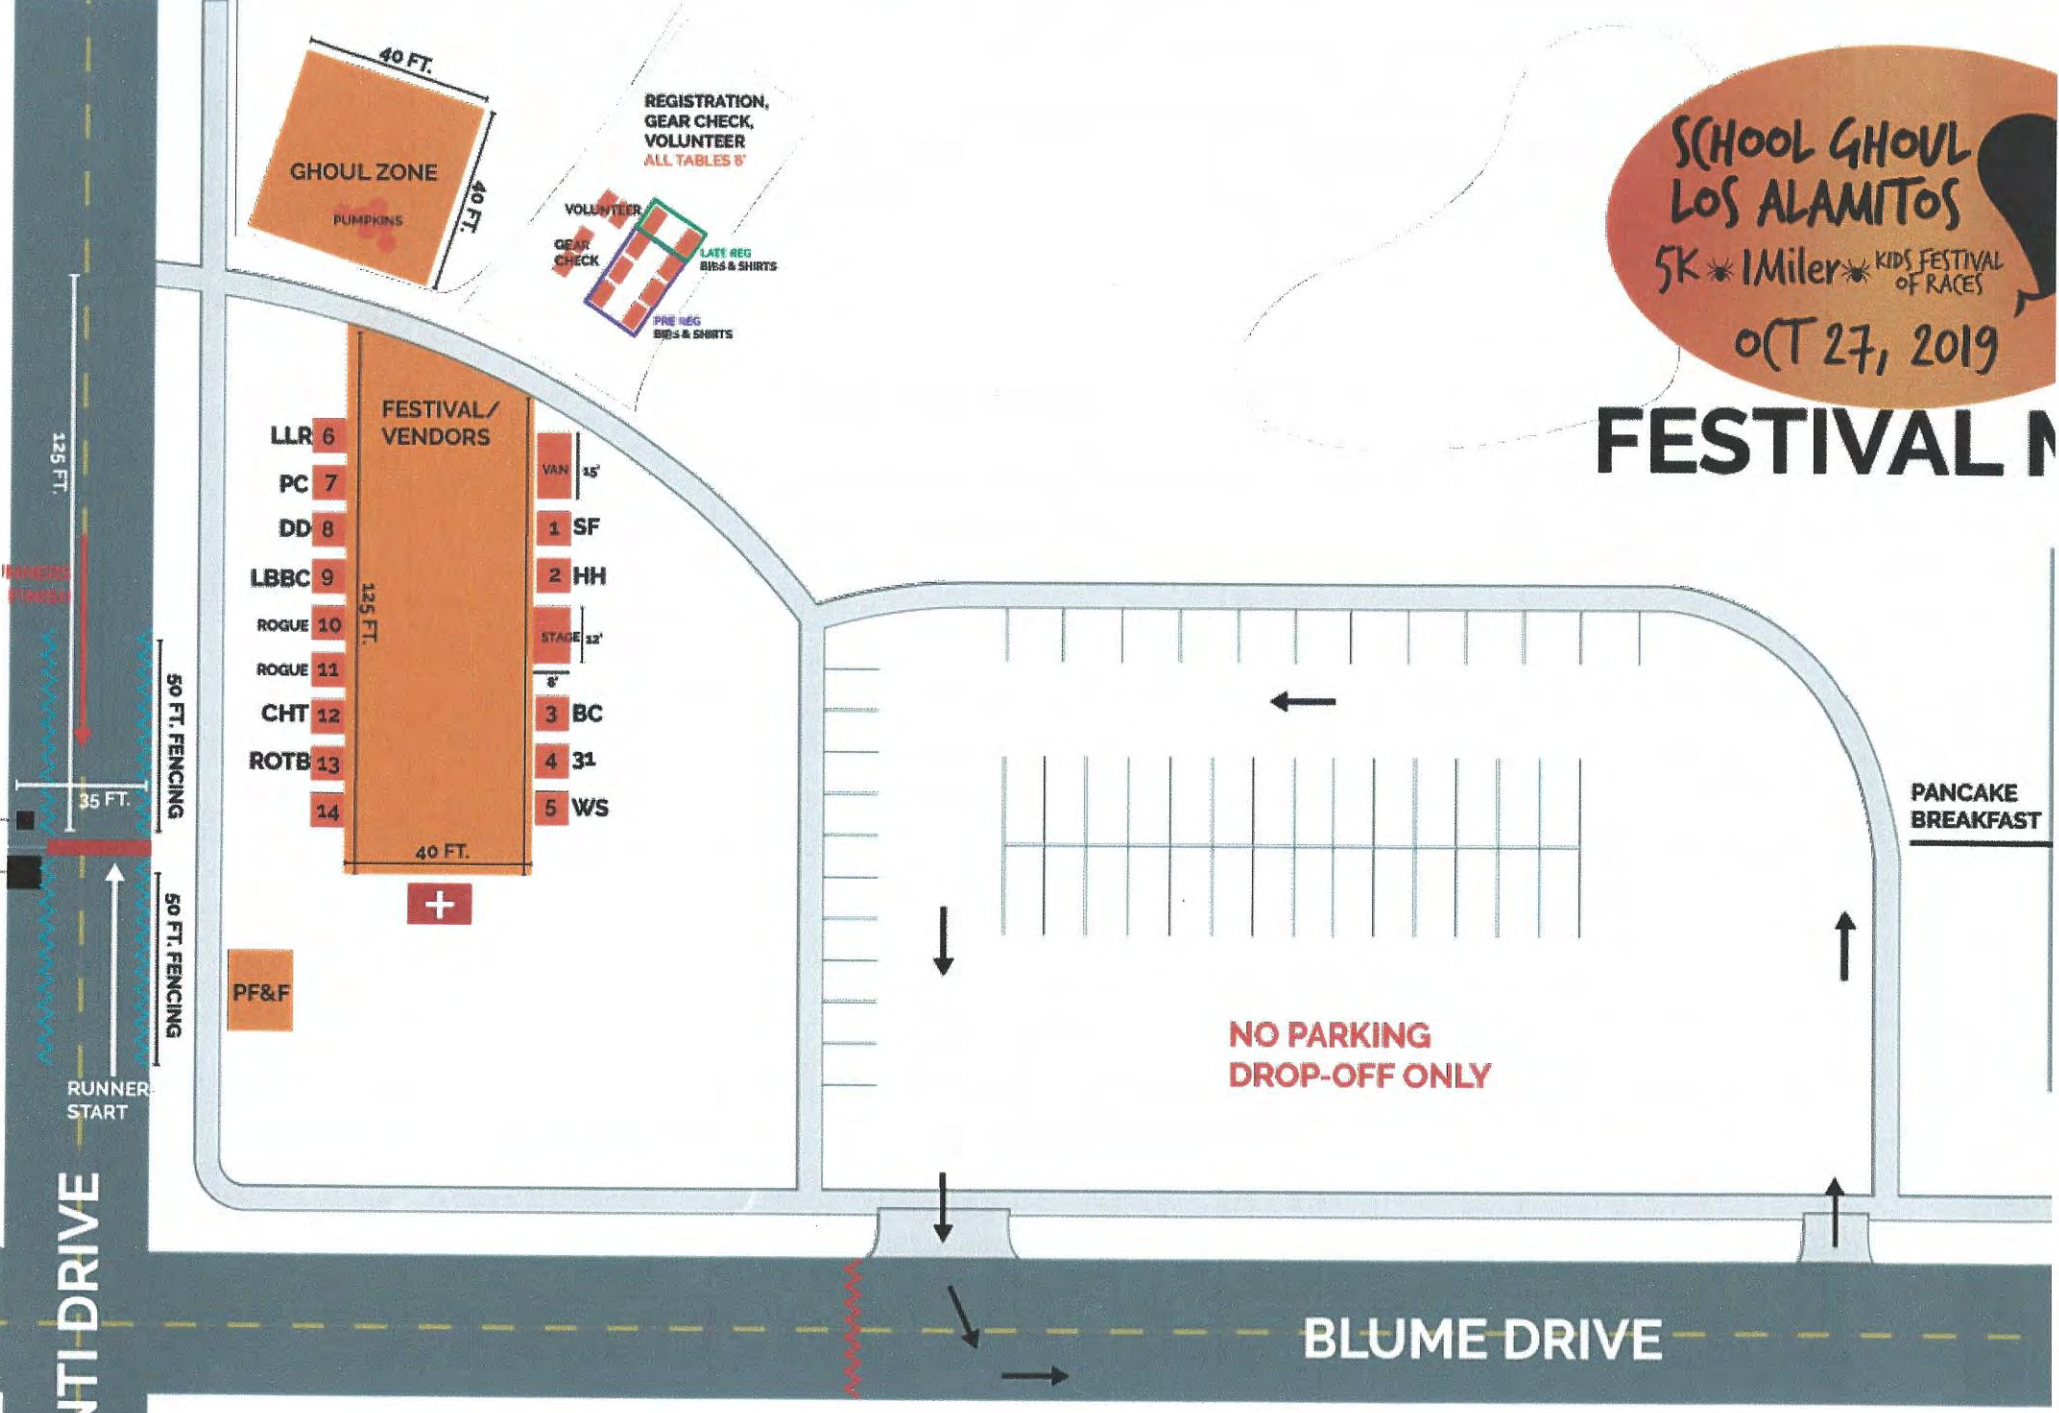 40 FT.
GHOUL ZONE
PUMPKINS
40 FT.
REGISTRATION,
GEAR CHECK,
VOLUNTEER
ALL TABLES 8'
VOLUNTEER
GEAR
CHECK
LATE REG
BIBS & SHIRTS
PRE REG
BIBS & SHIRTS
SCHOOL GHOUL
LOS ALAMITOS
5K 1Miler KIDS FESTIVAL
OF RACES
OCT 27, 2019
FESTIVAL
125 FT.
FINISH
35 FT.
50 FT. FENCING
50 FT. FENCING
RUNNER
START
FESTIVAL/
VENDORS
LLR 6
PC 7
DD 8
LBBC 9
ROGUE 10
ROGUE 11
CHT 12
ROTB 13
14
125 FT.
40 FT.
VAN 15'
1 SF
2 HH
STAGE 12'
8'
3 BC
4 31
5 WS
+
PF&F
PANCAKE
BREAKFAST
NO PARKING
DROP-OFF ONLY
NTI DRIVE
BLUME DRIVE